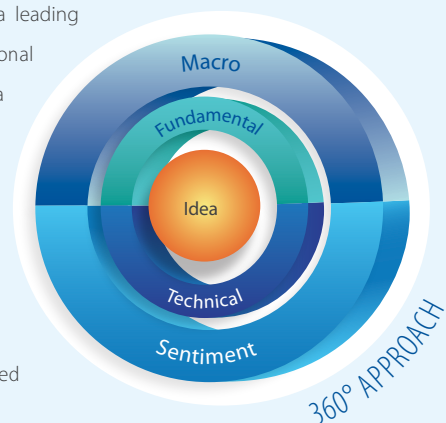 a leading
onal
a
Macro
Fundamental
Idea
Technical
Sentiment
ed
360° APPROACH